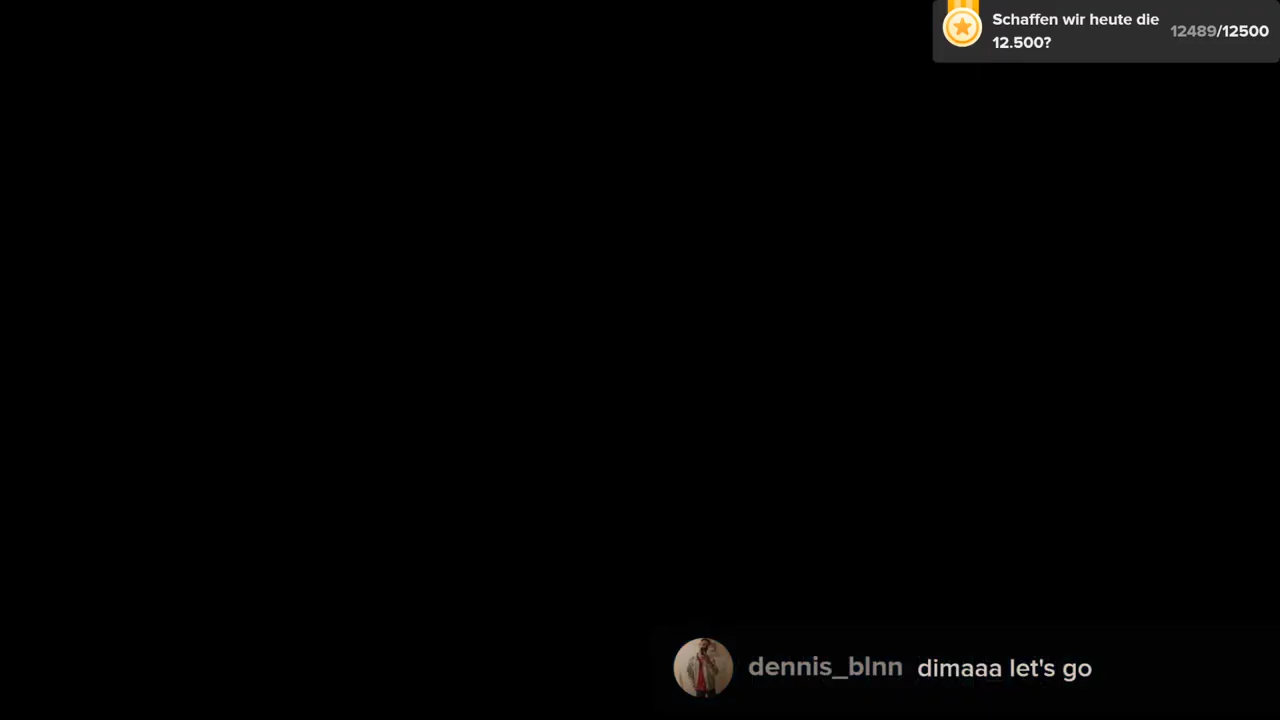 Schaffen wir heute die
12.500?
12489/12500
dennis_blnn dimaaa let's go